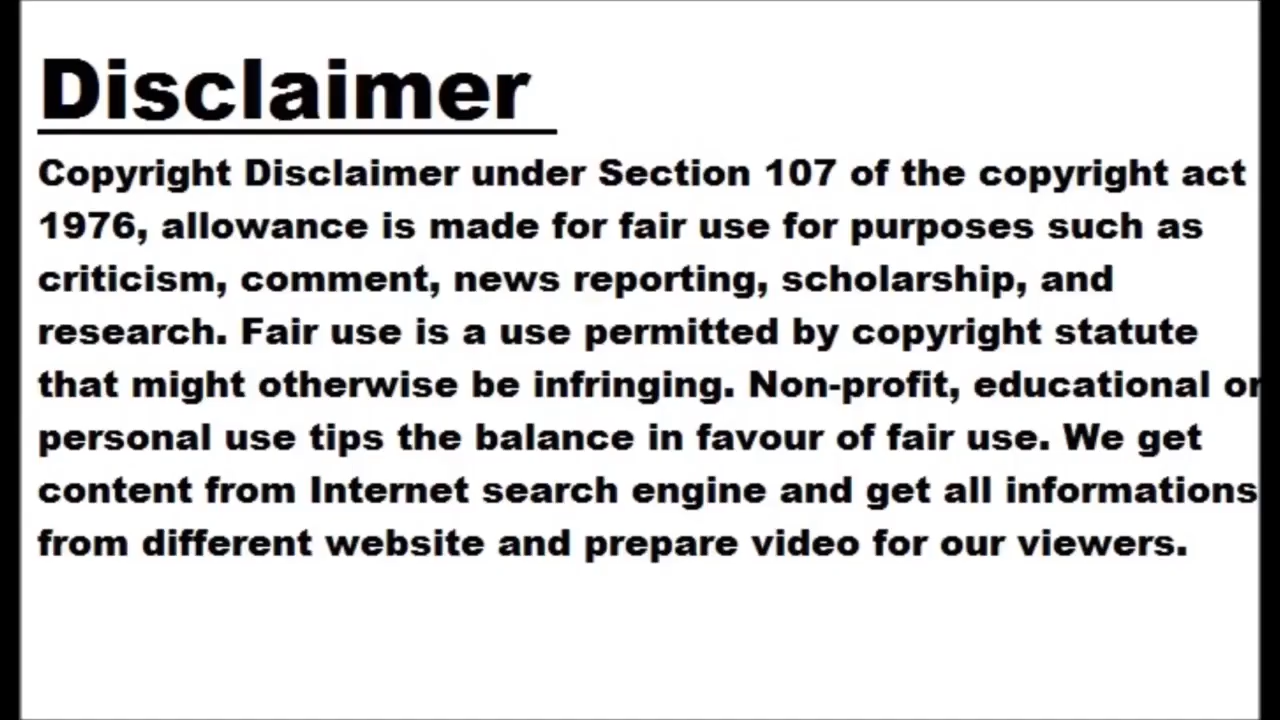 Disclaimer
Copyright Disclaimer under Section 107 of the copyright act
1976, allowance is made for fair use for purposes such as
criticism, comment, news reporting, scholarship, and
research. Fair use is a use permitted by copyright statute
that might otherwise be infringing. Non-profit, educational or
personal use tips the balance in favour of fair use. We get
content from Internet search engine and get all informations
from different website and prepare video for our viewers.